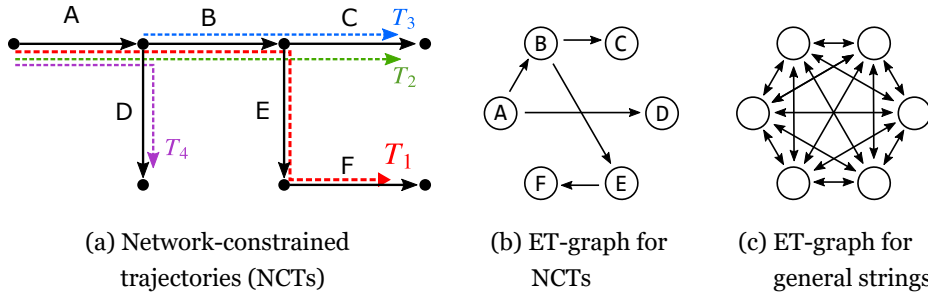 A B C T3
T2
D E
T4 T1
F
B C
A D
F E
(a) Network-constrained
trajectories (NCTs)
(b) ET-graph for
NCTs
(c) ET-graph for
general strings